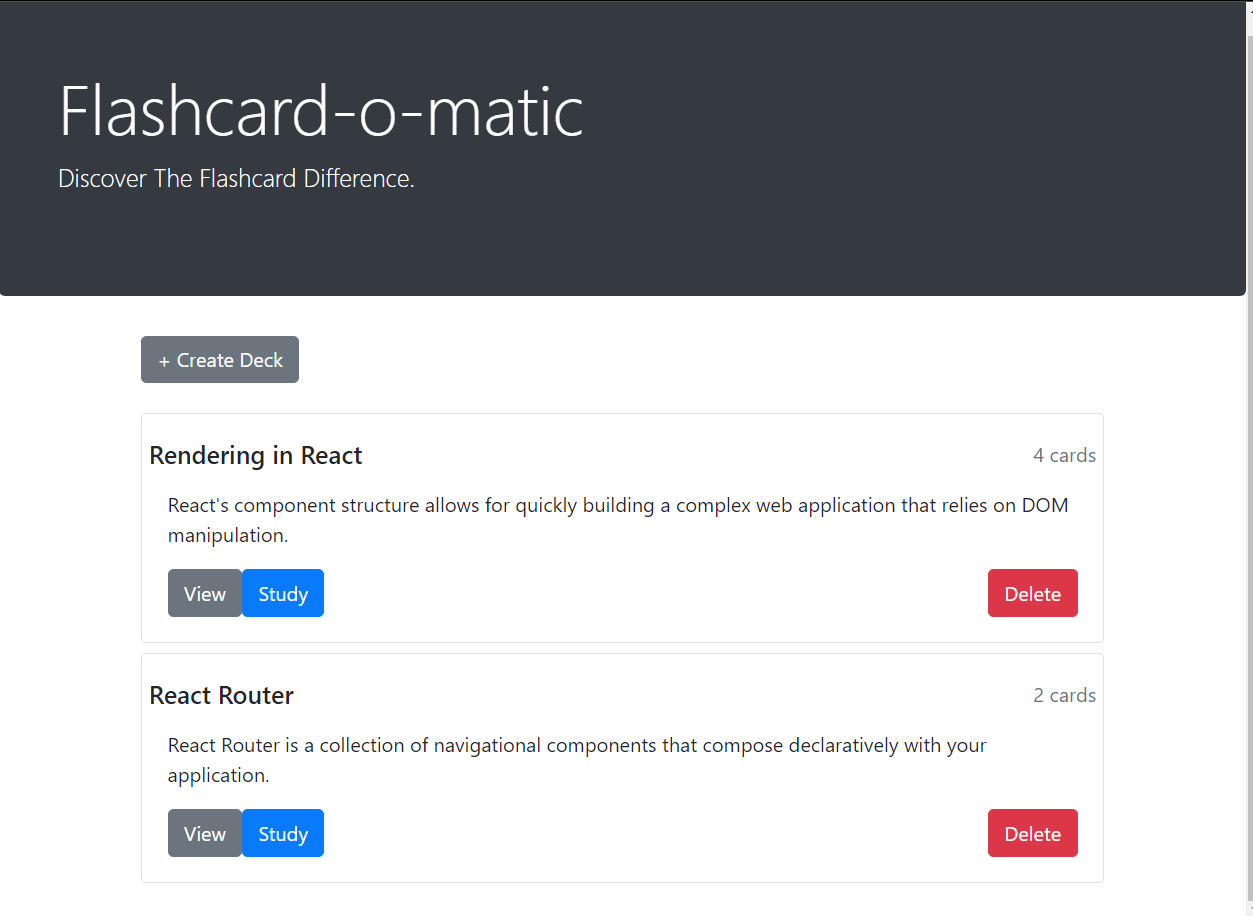 Flashcard-o-matic
Discover The Flashcard Difference.
+ Create Deck
Rendering in React
4 cards
React's component structure allows for quickly building a complex web application that relies on DOM
manipulation.
View Study Delete
React Router
2 cards
React Router is a collection of navigational components that compose declaratively with your
application.
View Study Delete